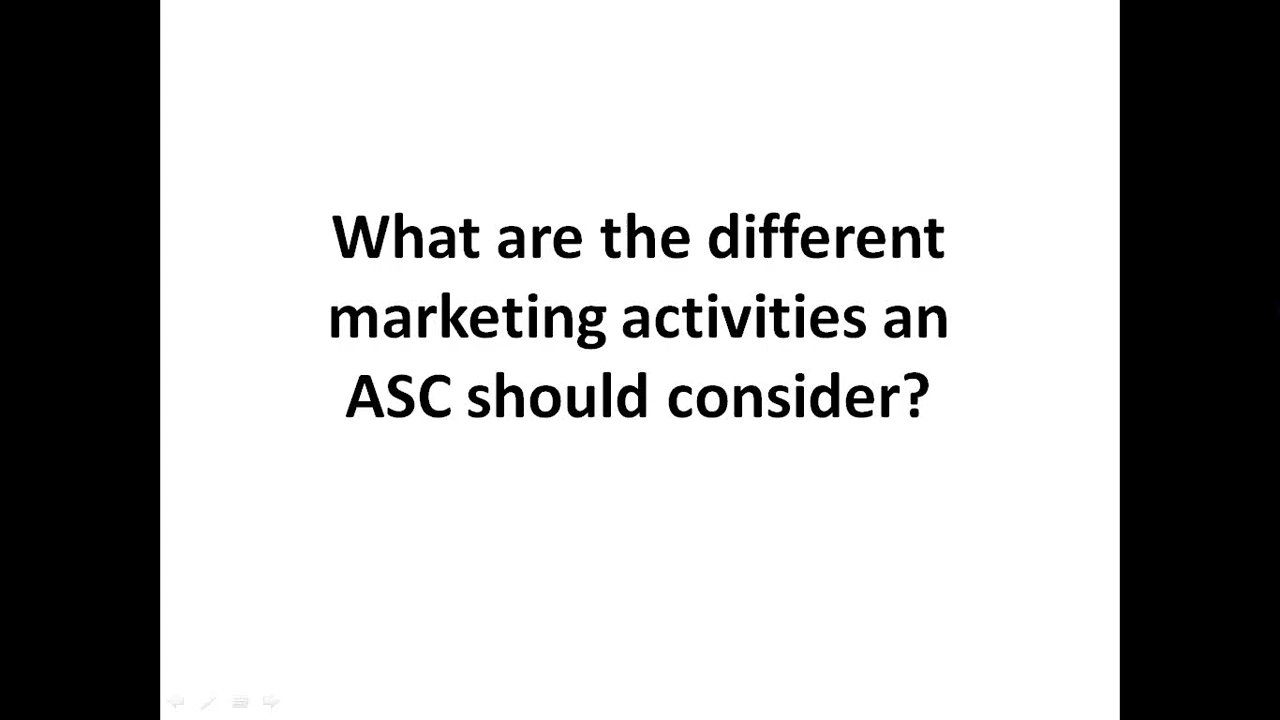 What are the different
marketing activities an
ASC should consider?